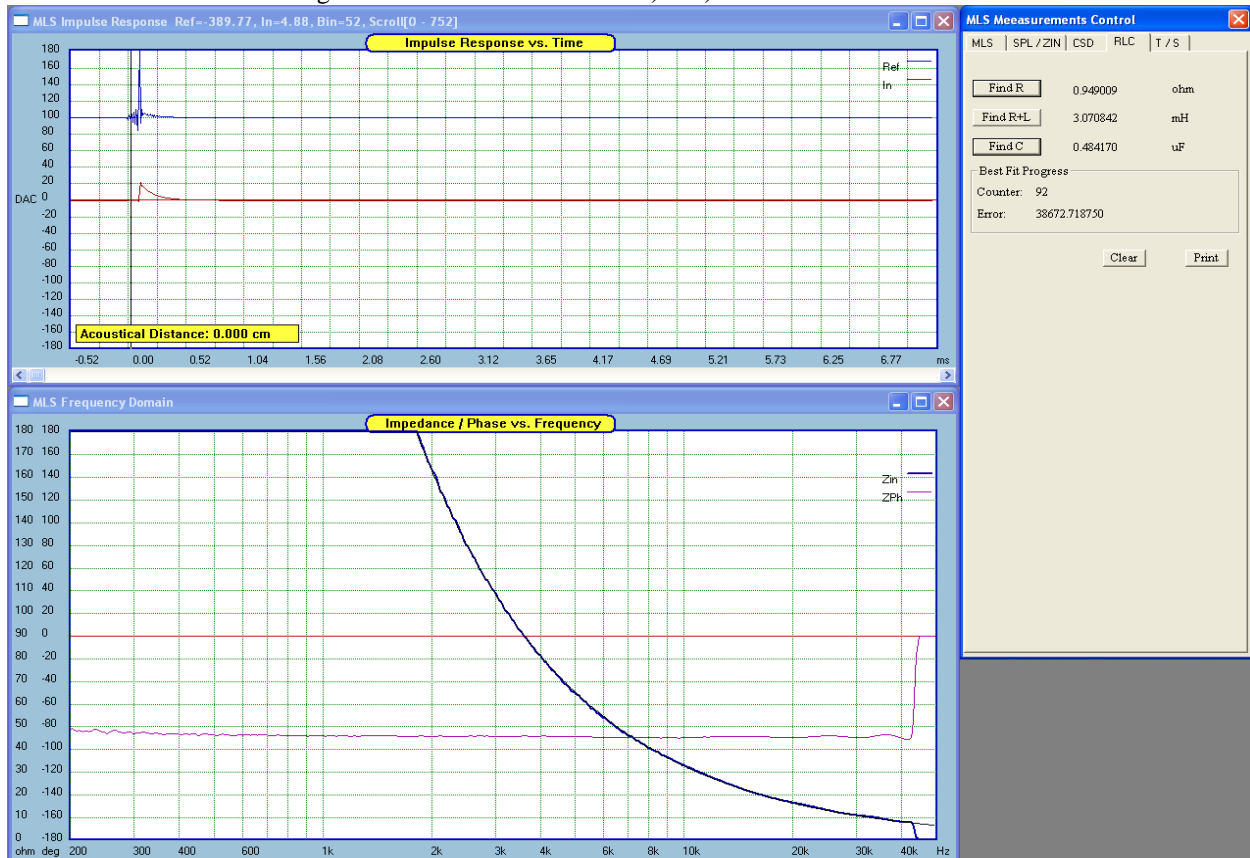 MLS Impulse Response Ref=-389.77, In=4.88, Bin=52, Scroll[0 - 752]
Impulse Response vs. Time
Ref
In
180
160
140
120
100
80
60
40
20
DAC 0
-20
-40
-60
-80
-100
-120
-140
-160
-180
Acoustical Distance: 0.000 cm
-0.52 0.00 0.52 1.04 1.56 2.08 2.60 3.12 3.65 4.17 4.69 5.21 5.73 6.25 6.77 ms
MLS Frequency Domain
Impedance / Phase vs. Frequency
Zin
ZPh
180 180
170 160
160 140
150 120
140 100
130 80
120 60
110 40
100 20
90 0
80 -20
70 -40
60 -60
50 -80
40 -100
30 -120
20 -140
10 -160
0 -180
ohm deg 200 300 400 600 1k 2k 3k 4k 6k 8k 10k 20k 30k 40k Hz
MLS Meeasurements Control
MLS SPL / ZIN CSD RLC T / S
Find R 0.949009 ohm
Find R+L 3.070842 mH
Find C 0.484170 uF
Best Fit Progress
Counter: 92
Error: 38672.718750
Clear Print